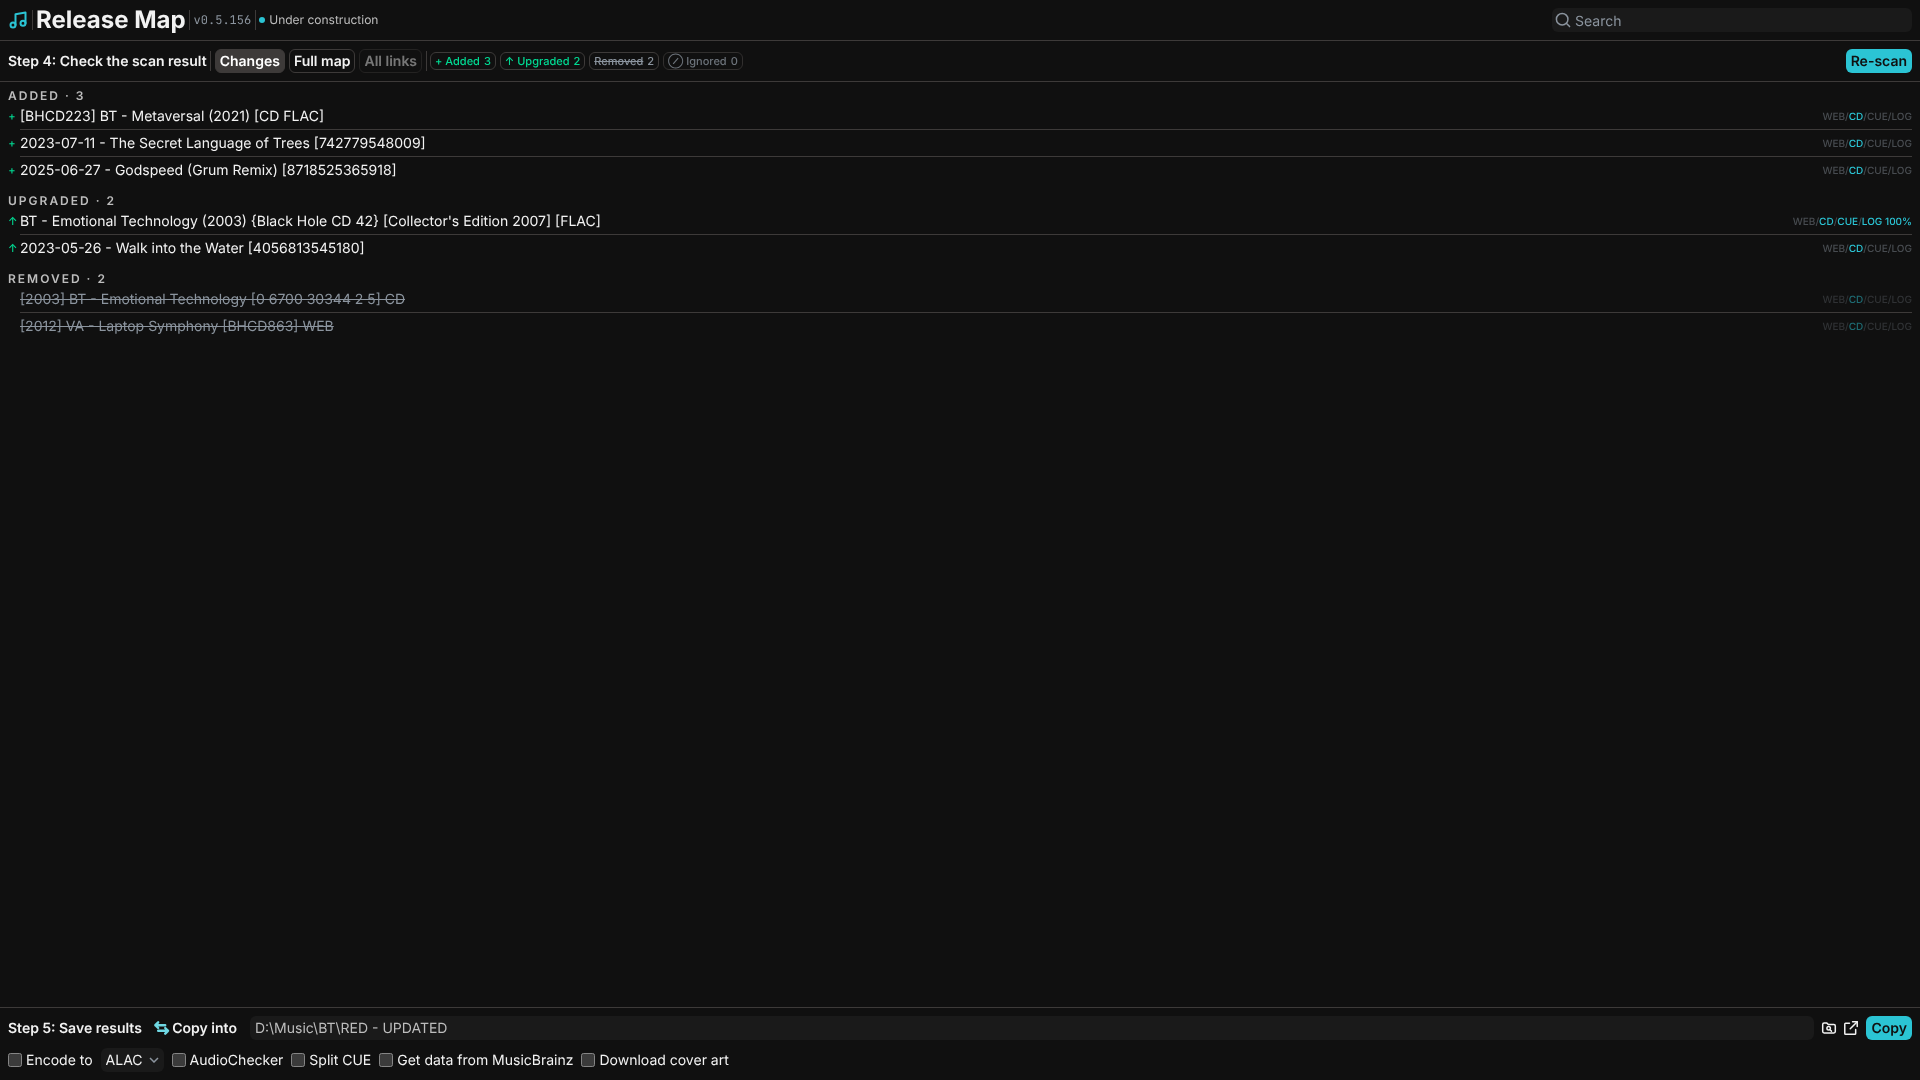 Release Map v0.5.156 Under construction Search
Step 4: Check the scan result Changes Full map All links + Added 3 ↑ Upgraded 2 Removed 2 Ignored 0 Re-scan
ADDED · 3
+ [BHCD223] BT - Metaversal (2021) [CD FLAC] WEB/CD/CUE/LOG
+ 2023-07-11 - The Secret Language of Trees [742779548009] WEB/CD/CUE/LOG
+ 2025-06-27 - Godspeed (Grum Remix) [8718525365918] WEB/CD/CUE/LOG
UPGRADED · 2
↑ BT - Emotional Technology (2003) {Black Hole CD 42} [Collector's Edition 2007] [FLAC] WEB/CD/CUE/LOG 100%
↑ 2023-05-26 - Walk into the Water [4056813545180] WEB/CD/CUE/LOG
REMOVED · 2
[2003] BT - Emotional Technology [0 6700 30344 2 5] CD WEB/CD/CUE/LOG
[2012] VA - Laptop Symphony [BHCD863] WEB WEB/CD/CUE/LOG
Step 5: Save results Copy into D:\Music\BT\RED - UPDATED Copy
Encode to ALAC AudioChecker Split CUE Get data from MusicBrainz Download cover art